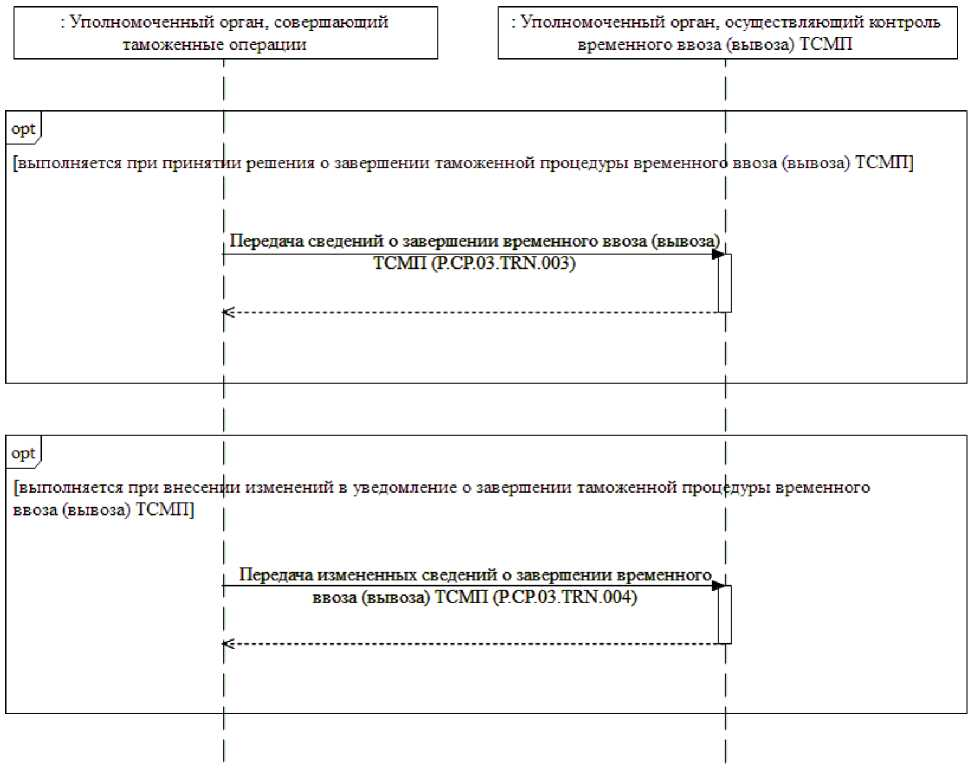 : Уполномоченный орган, совершающий
таможенные операции
: Уполномоченный орган, осуществляющий контроль
временного ввоза (вывоза) ТСМП
opt
[выполняется при принятии решения о завершении таможенной процедуры временного ввоза (вывоза) ТСМП]
Передача сведений о завершении временного ввоза (вывоза)
ТСМП (P.CP.03.TRN.003)
opt
[выполняется при внесении изменений в уведомление о завершении таможенной процедуры временного
ввоза (вывоза) ТСМП]
Передача измененных сведений о завершении временного
ввоза (вывоза) ТСМП (P.CP.03.TRN.004)